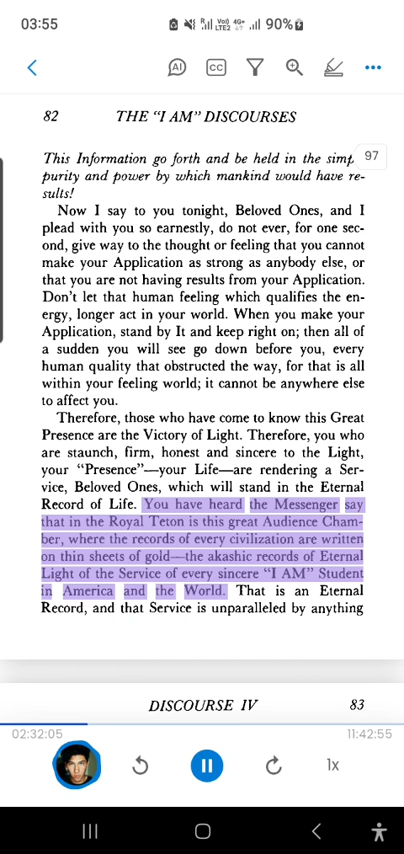 03:55
R
Vo))
LTE2
4G+
90%
AI
CC
82
THE "I AM" DISCOURSES
97
This Information go forth and be held in the
purity and power by which mankind would have re-
sults!
Now I say to you tonight, Beloved Ones, and I
plead with you so earnestly, do not ever, for one sec-
ond, give way to the thought or feeling that you cannot
make your Application as strong as anybody else, or
that you are not having results from your Application.
Don't let that human feeling which qualifies the en-
ergy, longer act in your world. When you make your
Application, stand by It and keep right on; then all of
a sudden you will see go down before you, every
human quality that obstructed the way, for that is all
within your feeling world; it cannot be anywhere else
to affect you.
Therefore, those who have come to know this Great
Presence are the Victory of Light. Therefore, you who
are staunch, firm, honest and sincere to the Light,
your "Presence"—your Life—are rendering a Ser-
vice, Beloved Ones, which will stand in the Eternal
Record of Life. You have heard the Messenger say
that in the Royal Teton is this great Audience Cham-
ber, where the records of every civilization are written
on thin sheets of gold—the akashic records of Eternal
Light of the Service of every sincere "I AM" Student
in America and the World. That is an Eternal
Record, and that Service is unparalleled by anything
DISCOURSE IV
83
02:32:05
11:42:55
1x